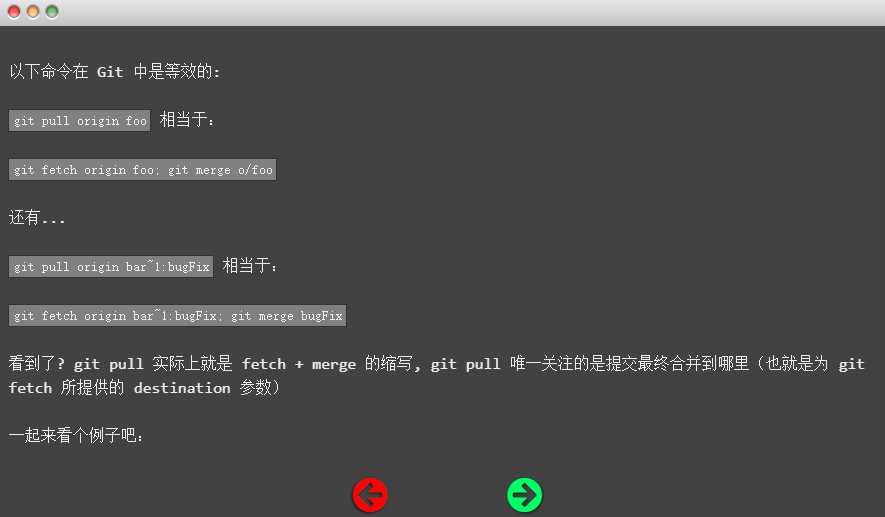 以下命令在 Git 中是等效的:
git pull origin foo 相当于：
git fetch origin foo; git merge o/foo
还有...
git pull origin bar~1:bugFix 相当于：
git fetch origin bar~1:bugFix; git merge bugFix
看到了? git pull 实际上就是 fetch + merge 的缩写, git pull 唯一关注的是提交最终合并到哪里（也就是为 git
fetch 所提供的 destination 参数）
一起来看个例子吧：